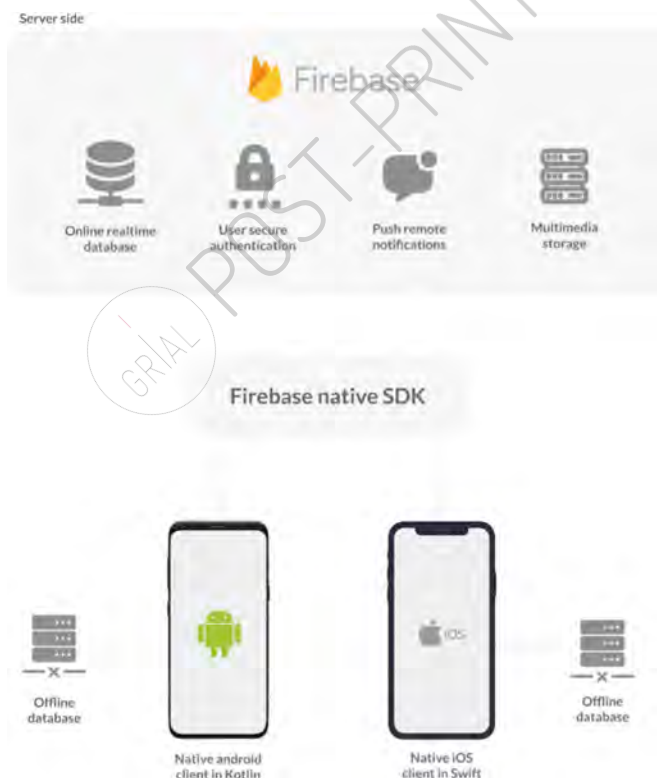 Server side
Firebase
Online realtime
database
User secure
authentication
Push remote
notifications
Multimedia
storage
GRIAL POST-PRINT
Firebase native SDK
iOS
Offline
database
Native android
client in Kotlin
Native iOS
client in Swift
Offline
database